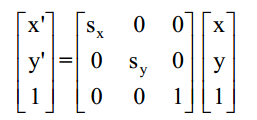 [x'] [s_x 0 0] [x]
[y'] = [0 s_y 0] [y]
[1] [0 0 1] [1]